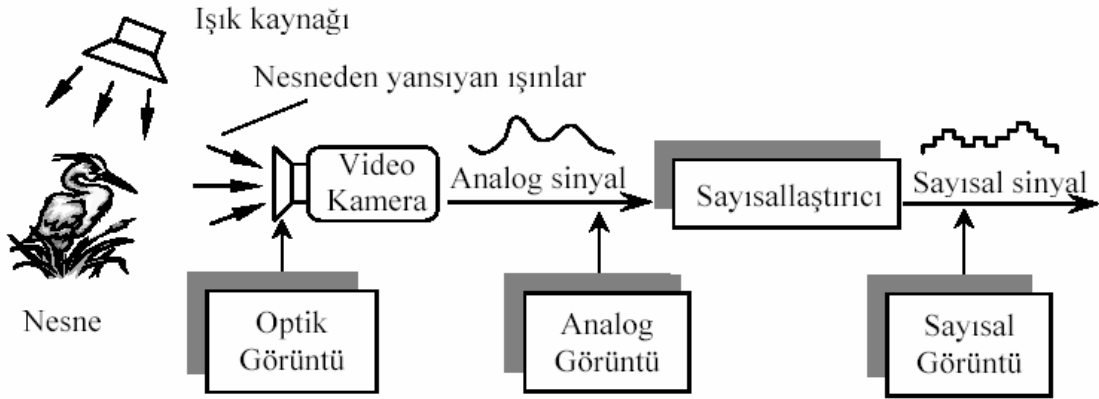 Işık kaynağı
Nesneden yansıyan ışınlar
Video
Kamera
Analog sinyal
Sayısallaştırıcı
Sayısal sinyal
Nesne
Optik
Görüntü
Analog
Görüntü
Sayısal
Görüntü